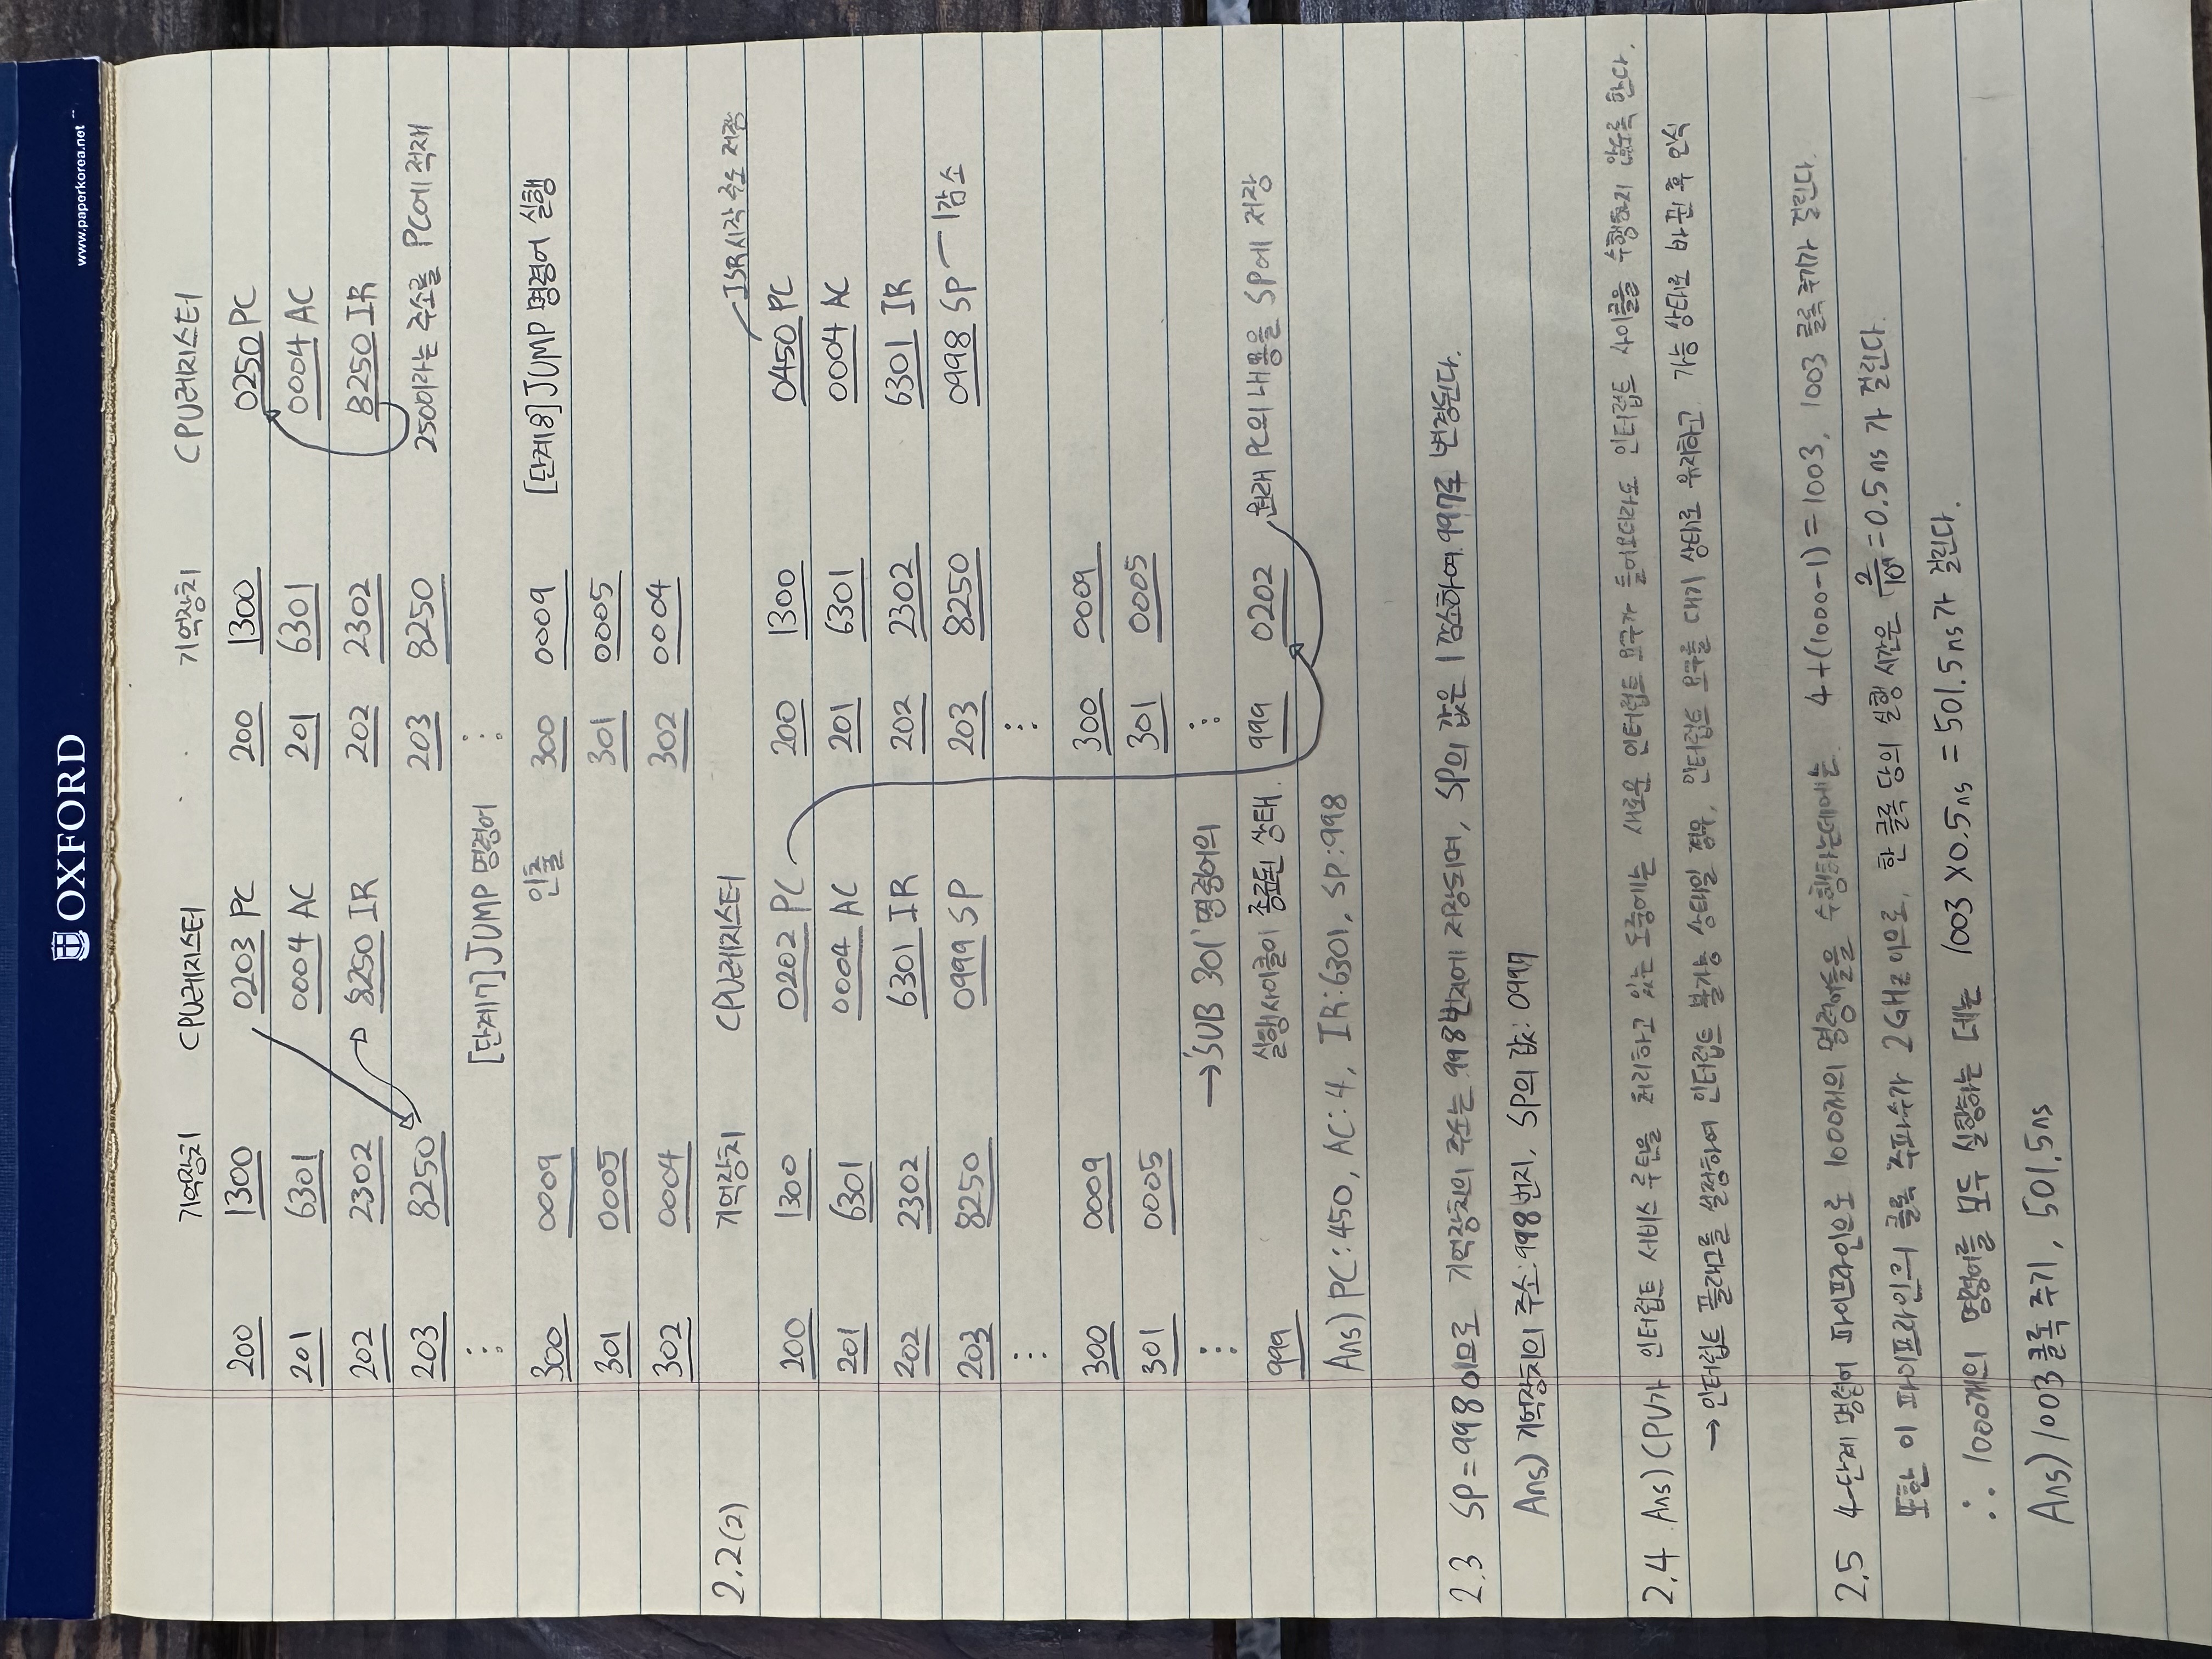 OXFORD
www.paperkorea.net
기억장치 CPU레지스터 기억장치 CPU레지스터
200 1300 0203 PC 200 1300 0250 PC
201 6301 0004 AC 201 6301 0004 AC
202 2302 8250 IR 202 2302 8250 IR
203 8250 203 8250 250이라는 주소를 PC에 적재
[단계7] JUMP 명령어
300 0009 인출 300 0009 [단계8] JUMP 명령어 실행
301 0005 301 0005
302 0004 302 0004
2.2(2) 기억장치 CPU레지스터 ISR시작 주소 저장
200 1300 0202 PC 200 1300 0450 PC
201 6301 0004 AC 201 6301 0004 AC
202 2302 6301 IR 202 2302 6301 IR
203 8250 0999 SP 203 8250 0998 SP - 1감소
300 0009 300 0009
301 0005 301 0005
→ 'SUB 301' 명령어의
999 실행사이클이 종료된 상태. 999 0202 원래 PC의 내용을 SP에 저장
Ans) PC:450, AC:4, IR:6301, SP:998
2.3 SP=998이므로 기억장치의 주소는 998번지에 저장되며, SP의 값은 1 감소하여 997로 변경된다.
Ans) 기억장치의 주소: 998번지, SP의 값: 0997
2.4 Ans) CPU가 인터럽트 서비스 루틴을 처리하고 있는 도중에는 새로운 인터럽트 요구가 들어오더라도 인터럽트 사이클을 수행하지 않도록 한다.
→ 인터럽트 플래그를 설정하여 인터럽트 불가능 상태일 경우, 인터럽트 요구를 대기 상태로 유지하고 가능 상태로 바뀐 후 인식
2.5 4-단계 명령어 파이프라인으로 1000개의 명령어들을 수행하는데에는 4+(1000-1)=1003, 1003 클록 주기가 걸린다.
또한 이 파이프라인의 클록 주파수가 2GHz이므로, 한 클록 당의 실행 시간은 2/10⁹=0.5ns가 걸린다.
∴ 1000개의 명령어를 모두 실행하는 데는 1003×0.5ns=501.5ns가 걸린다.
Ans) 1003 클록 주기, 501.5ns